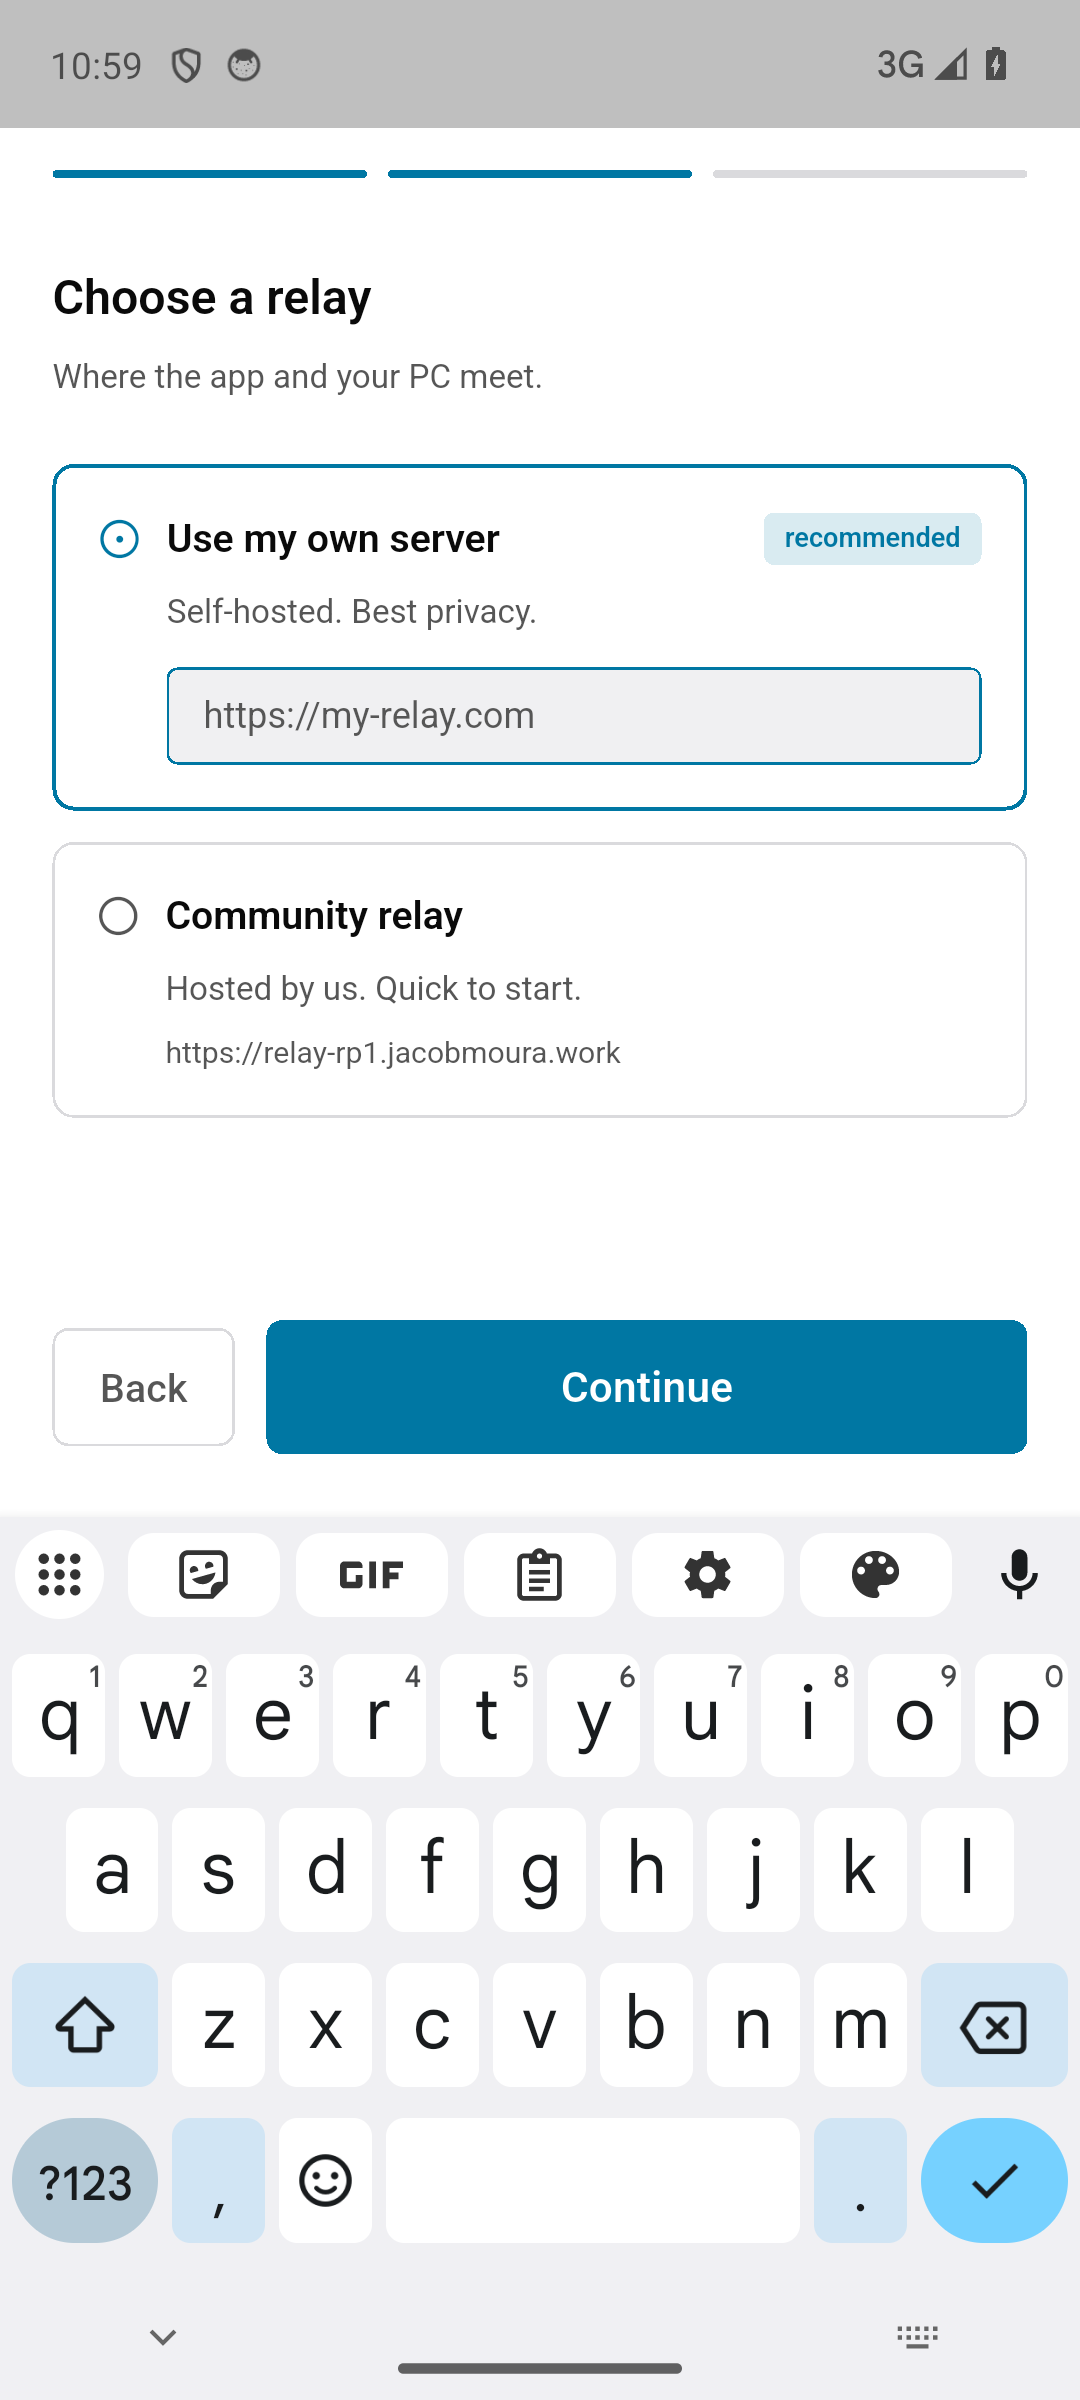 10:59 3G
Choose a relay
Where the app and your PC meet.
Use my own server recommended
Self-hosted. Best privacy.
https://my-relay.com
Community relay
Hosted by us. Quick to start.
https://relay-rp1.jacobmoura.work
Back Continue
GIF
q1 w2 e3 r4 t5 y6 u7 i8 o9 p0
a s d f g h j k l
z x c v b n m
?123 , .